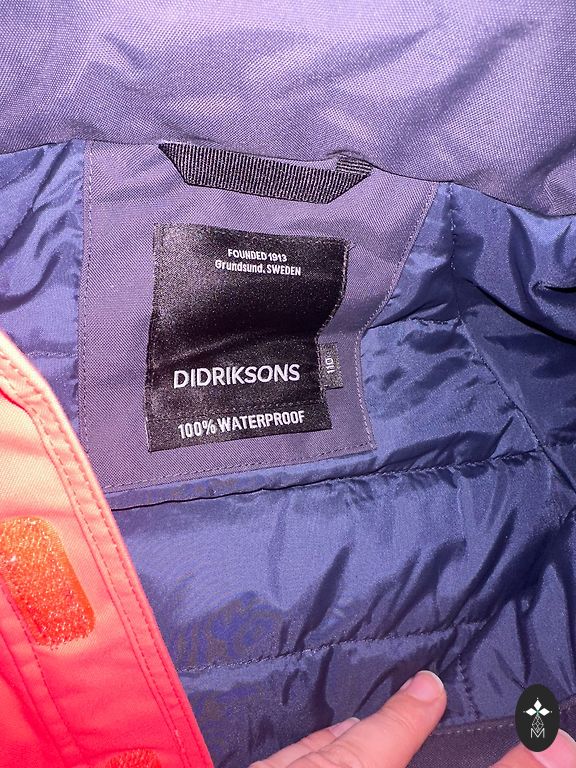 FOUNDED 1913
Grundsund, SWEDEN
DIDRIKSONS
110
100% WATERPROOF
M